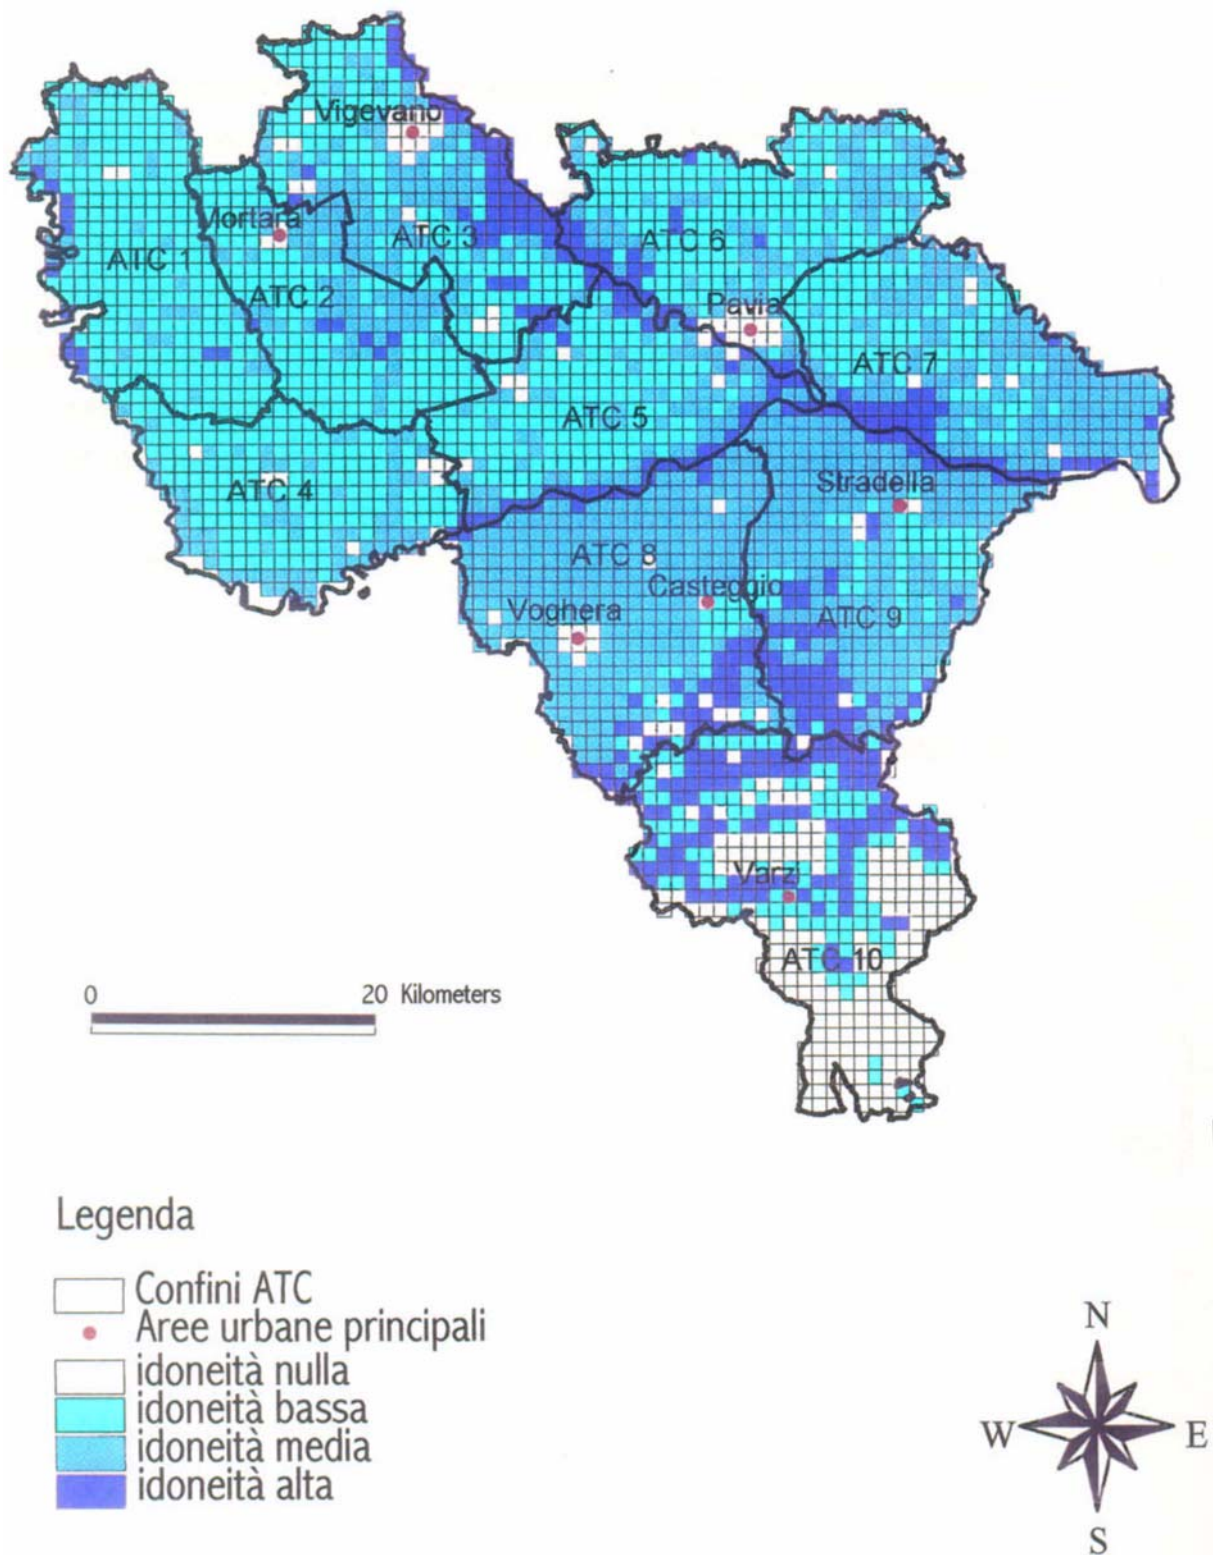 Vigevano
Mortara
ATC 3
ATC 6
ATC 1
ATC 2
Pavia
ATC 7
ATC 5
ATC 4
Stradella
ATC 8
Casteggio
Voghera
ATC 9
Varzi
ATC 10
0 20 Kilometers
Legenda
Confini ATC
Aree urbane principali
idoneità nulla
idoneità bassa
idoneità media
idoneità alta
N
W E
S